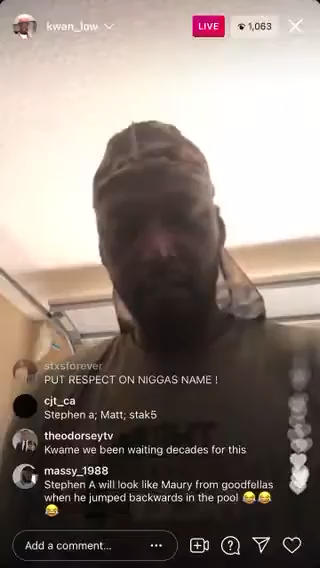 kwan_low
LIVE
1,063
stxsforever
PUT RESPECT ON NIGGAS NAME !
cjt_ca
Stephen a; Matt; stak5
theodorseytv
Kwame we been waiting decades for this
massy_1988
Stephen A will look like Maury from goodfellas
when he jumped backwards in the pool 😂😂
😂
Add a comment...